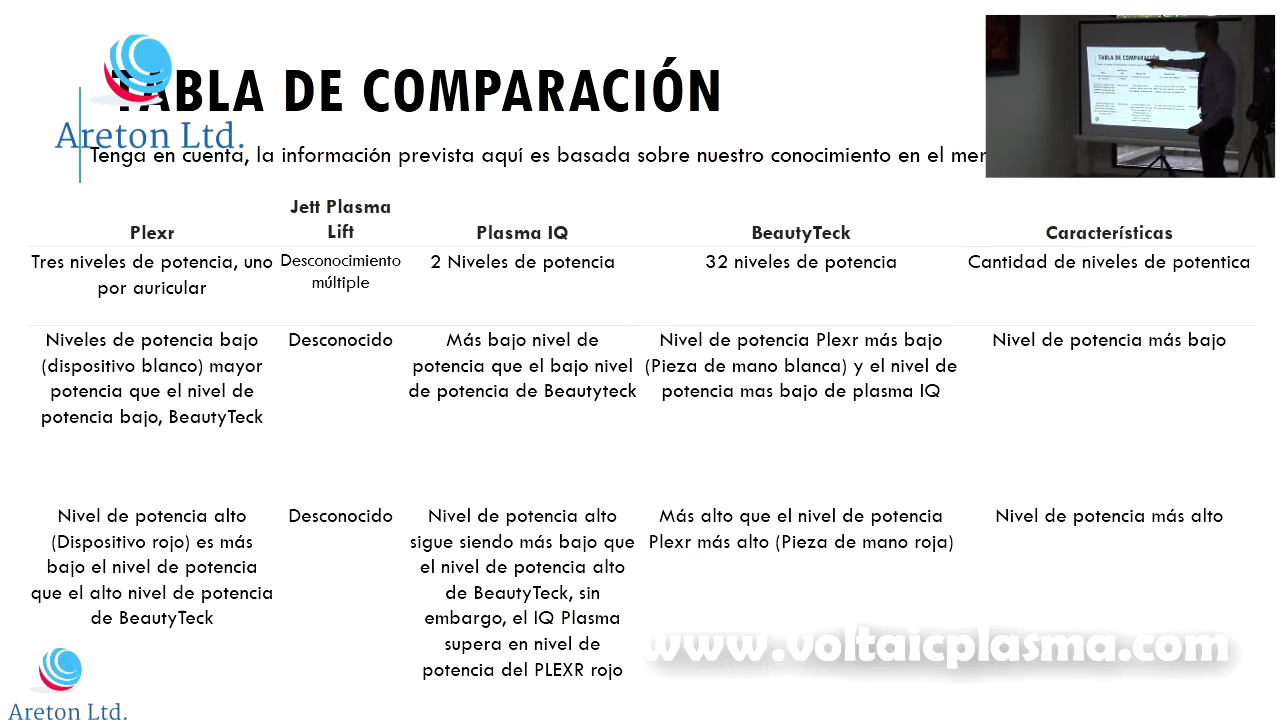 TABLA DE COMPARACIÓN
Areton Ltd.
Tenga en cuenta, la información prevista aquí es basada sobre nuestro conocimiento en el mer
TABLA DE COMPARACIÓN
Plexr
Jett Plasma
Lift
Plasma IQ
BeautyTeck
Características
Tres niveles de potencia, uno
por auricular
Desconocimiento
múltiple
2 Niveles de potencia
32 niveles de potencia
Cantidad de niveles de potentica
Niveles de potencia bajo
(dispositivo blanco) mayor
potencia que el nivel de
potencia bajo, BeautyTeck
Desconocido
Más bajo nivel de
potencia que el bajo nivel
de potencia de Beautyteck
Nivel de potencia Plexr más bajo
(Pieza de mano blanca) y el nivel de
potencia mas bajo de plasma IQ
Nivel de potencia más bajo
Nivel de potencia alto
(Dispositivo rojo) es más
bajo el nivel de potencia
que el alto nivel de potencia
de BeautyTeck
Desconocido
Nivel de potencia alto
sigue siendo más bajo que
el nivel de potencia alto
de BeautyTeck, sin
embargo, el IQ Plasma
supera en nivel de
potencia del PLEXR rojo
Más alto que el nivel de potencia
Plexr más alto (Pieza de mano roja)
Nivel de potencia más alto
www.voltaicplasma.com
Areton Ltd.